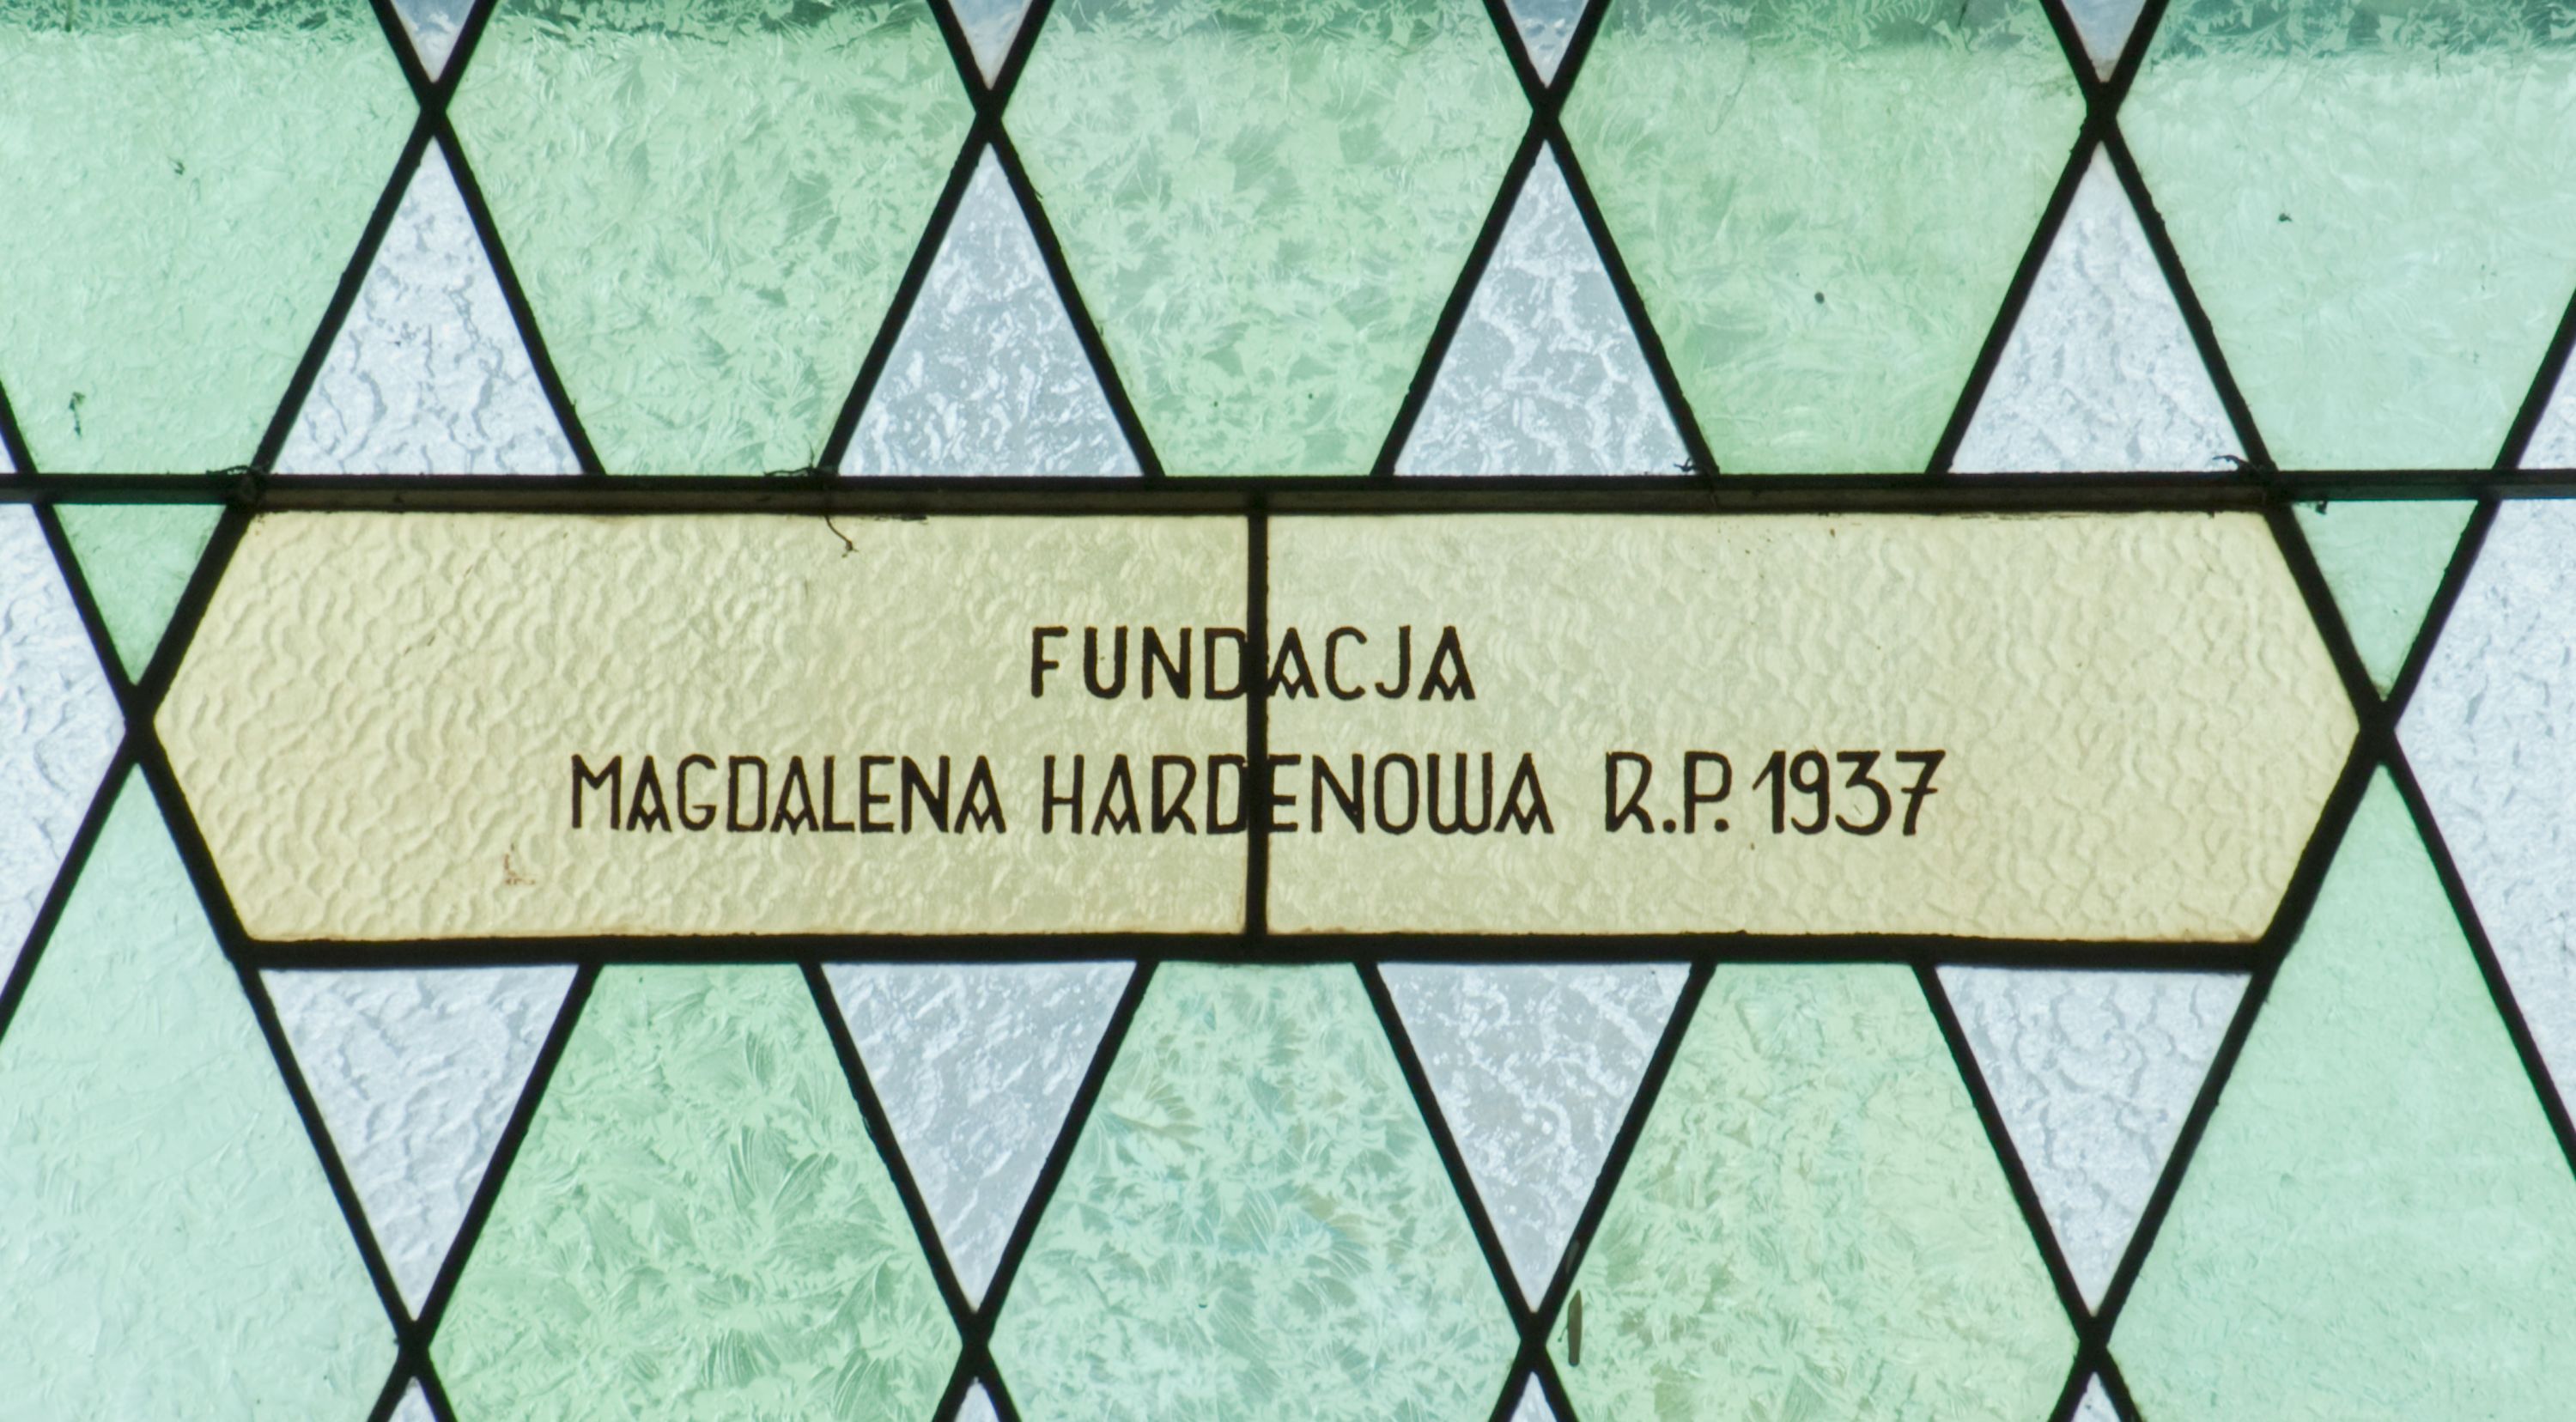 FUNDACJA
MAGDALENA HARDENOWA R.P. 1937